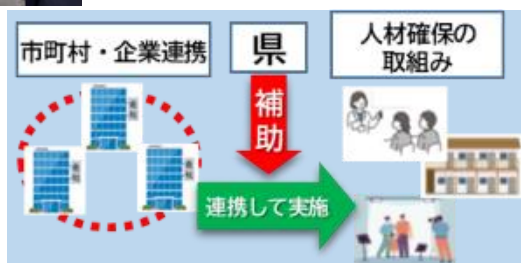 市町村・企業連携
県
人材確保の
取組み
補助
連携して実施